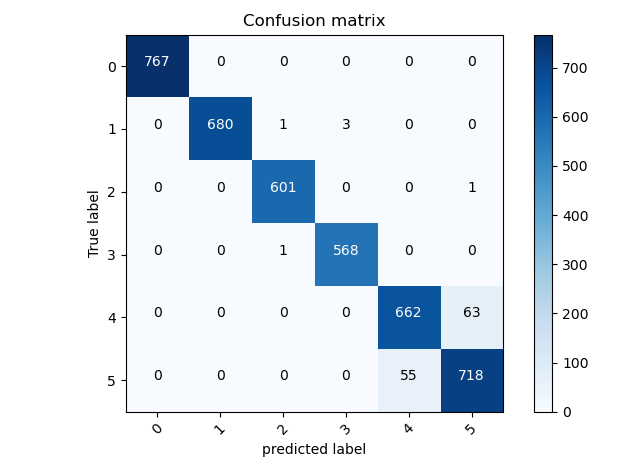 Confusion matrix
True label
0 767 0 0 0 0 0
1 0 680 1 3 0 0
2 0 0 601 0 0 1
3 0 0 1 568 0 0
4 0 0 0 0 662 63
5 0 0 0 0 55 718
0 1 2 3 4 5
predicted label
700
600
500
400
300
200
100
0